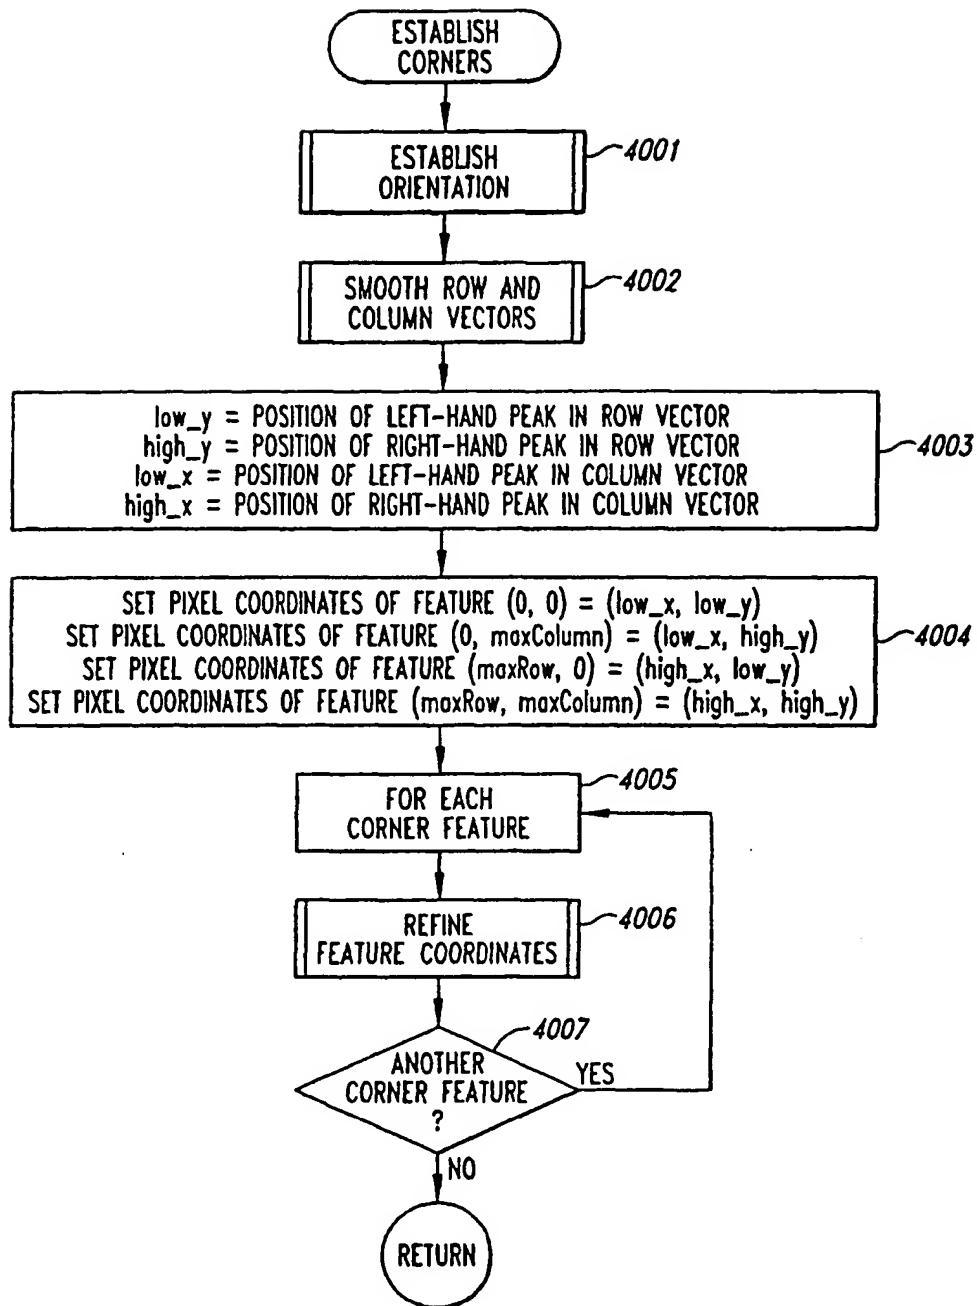 ESTABLISH
CORNERS
ESTABLISH
ORIENTATION
4001
SMOOTH ROW AND
COLUMN VECTORS
4002
low_y = POSITION OF LEFT-HAND PEAK IN ROW VECTOR
high_y = POSITION OF RIGHT-HAND PEAK IN ROW VECTOR
low_x = POSITION OF LEFT-HAND PEAK IN COLUMN VECTOR
high_x = POSITION OF RIGHT-HAND PEAK IN COLUMN VECTOR
4003
SET PIXEL COORDINATES OF FEATURE (0, 0) = (low_x, low_y)
SET PIXEL COORDINATES OF FEATURE (0, maxColumn) = (low_x, high_y)
SET PIXEL COORDINATES OF FEATURE (maxRow, 0) = (high_x, low_y)
SET PIXEL COORDINATES OF FEATURE (maxRow, maxColumn) = (high_x, high_y)
4004
4005
FOR EACH
CORNER FEATURE
REFINE
FEATURE COORDINATES
4006
4007
ANOTHER
CORNER FEATURE
?
YES
NO
RETURN